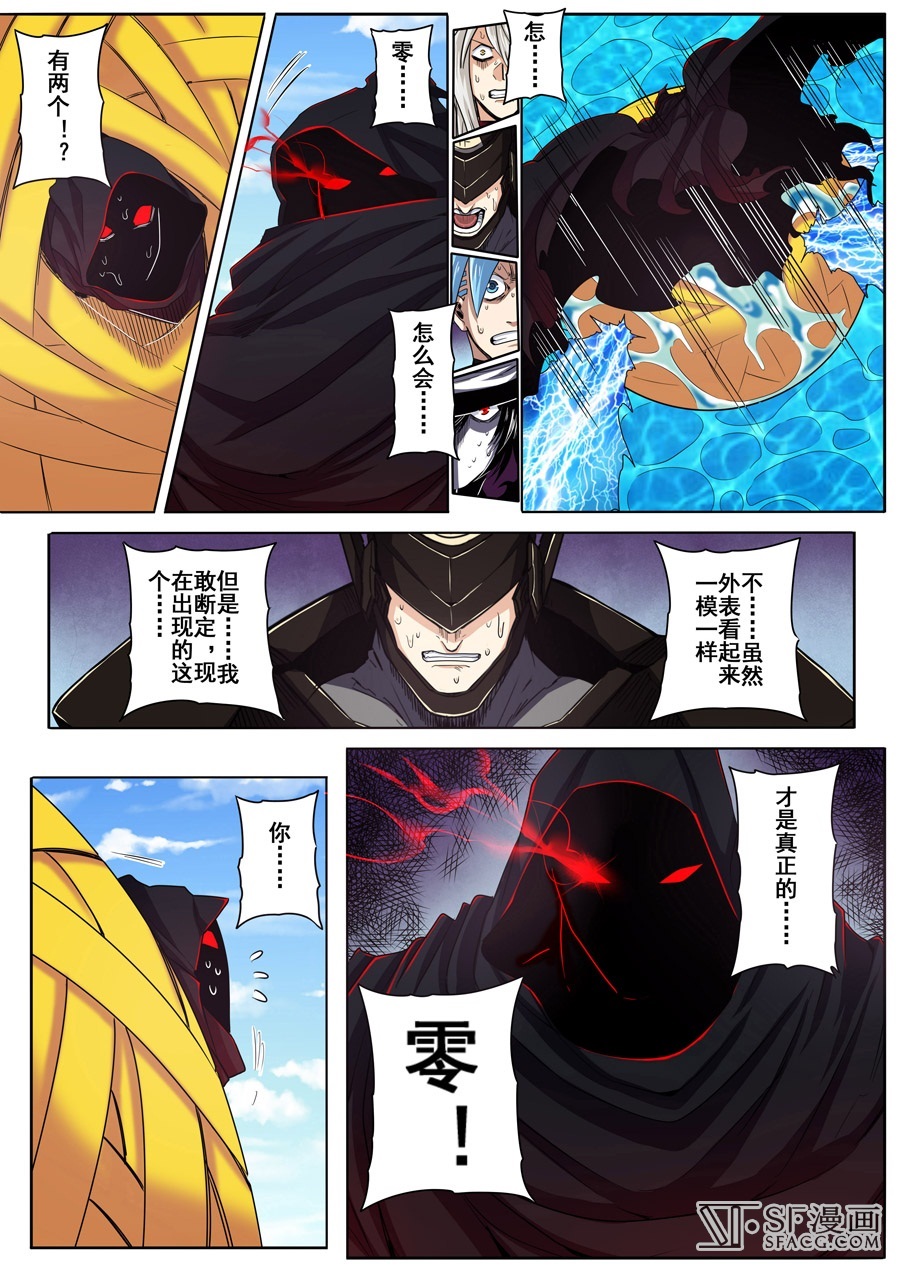 怎……
零……
怎么会……
有两个！？
不……虽然
外表看起来
一模一样
但是……我
敢断定，现
在出现的这
个……
才是真正的……
零！
你……
SF漫画
SFACG.COM